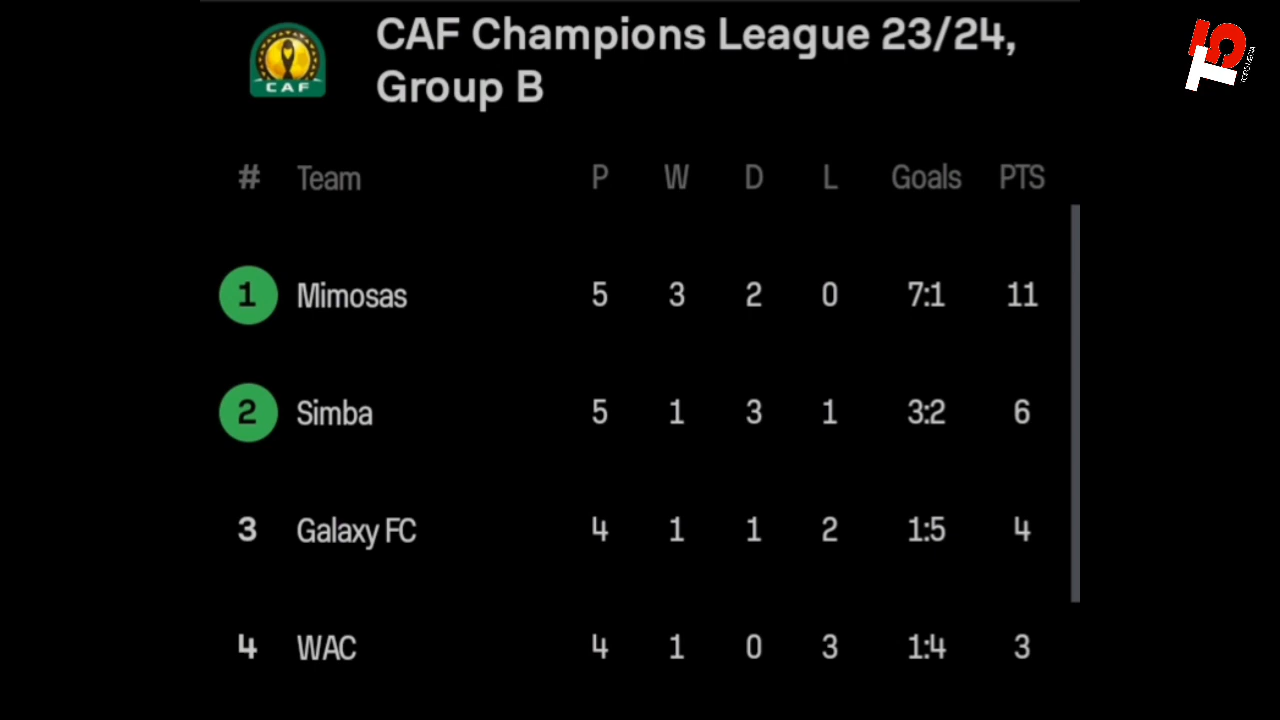 CAF Champions League 23/24,
Group B
CAF
# Team P W D L Goals PTS
1 Mimosas 5 3 2 0 7:1 11
2 Simba 5 1 3 1 3:2 6
3 Galaxy FC 4 1 1 2 1:5 4
4 WAC 4 1 0 3 1:4 3